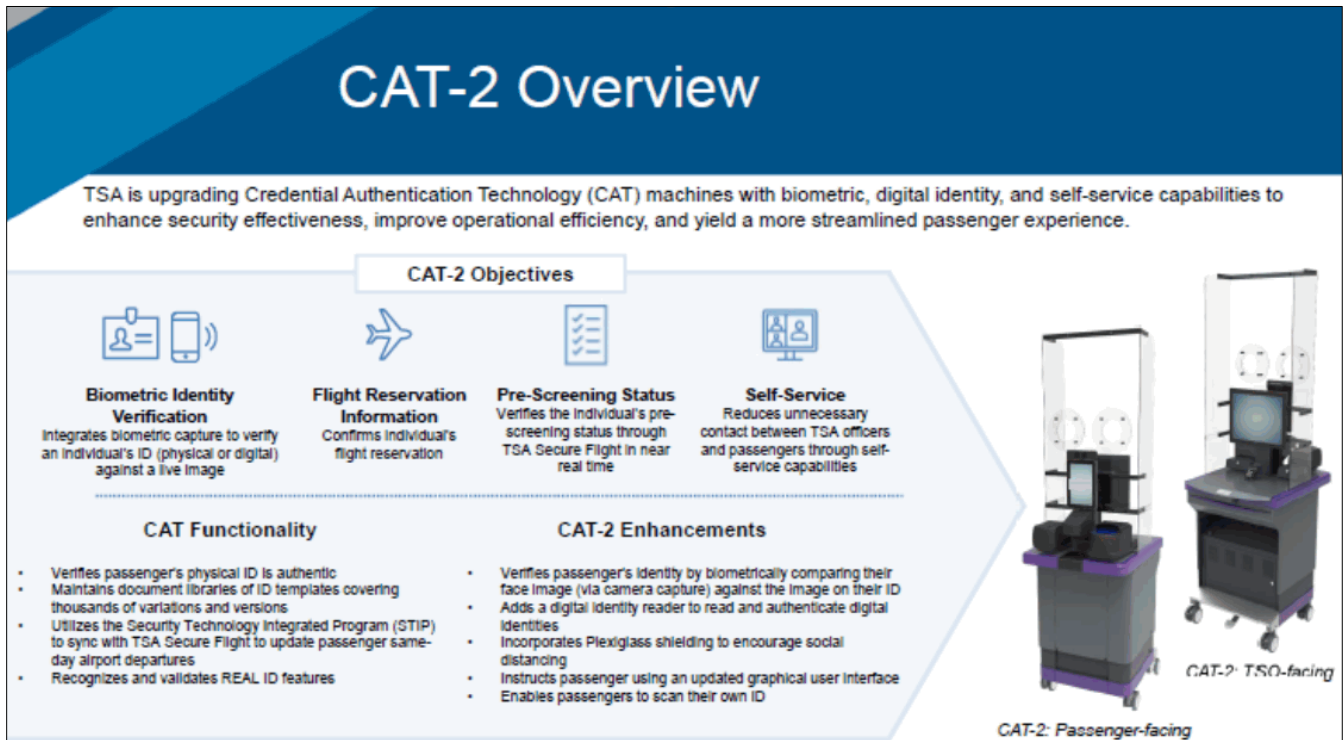 CAT-2 Overview
TSA is upgrading Credential Authentication Technology (CAT) machines with biometric, digital identity, and self-service capabilities to
enhance security effectiveness, improve operational efficiency, and yield a more streamlined passenger experience.
CAT-2 Objectives
Biometric Identity
Verification
Integrates biometric capture to verify
an individual's ID (physical or digital)
against a live image
Flight Reservation
Information
Confirms individual's
flight reservation
Pre-Screening Status
Verifies the individual's pre-
screening status through
TSA Secure Flight in near
real time
Self-Service
Reduces unnecessary
contact between TSA officers
and passengers through self-
service capabilities
CAT Functionality
• Verifies passenger's physical ID is authentic
• Maintains document libraries of ID templates covering
thousands of variations and versions
• Utilizes the Security Technology Integrated Program (STIP)
to sync with TSA Secure Flight to update passenger same-
day airport departures
• Recognizes and validates REAL ID features
CAT-2 Enhancements
• Verifies passenger's identity by biometrically comparing their
face image (via camera capture) against the image on their ID
• Adds a digital identity reader to read and authenticate digital
identities
• Incorporates Plexiglass shielding to encourage social
distancing
• Instructs passenger using an updated graphical user interface
• Enables passengers to scan their own ID
CAT-2: TSO-facing
CAT-2: Passenger-facing